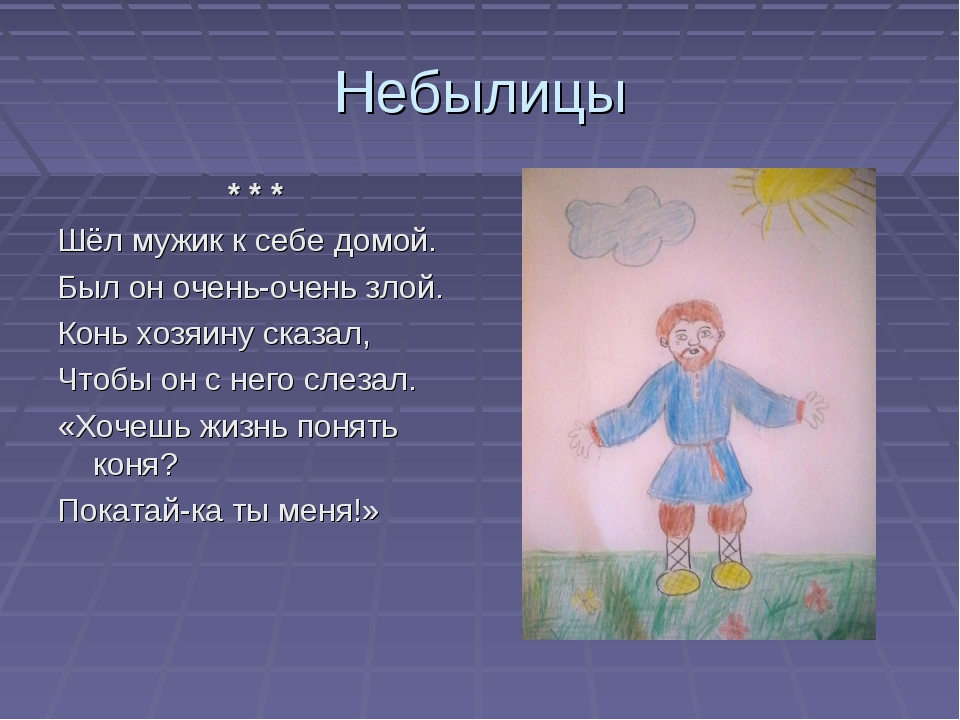 Небылицы
* * *
Шёл мужик к себе домой.
Был он очень-очень злой.
Конь хозяину сказал,
Чтобы он с него слезал.
«Хочешь жизнь понять
коня?
Покатай-ка ты меня!»